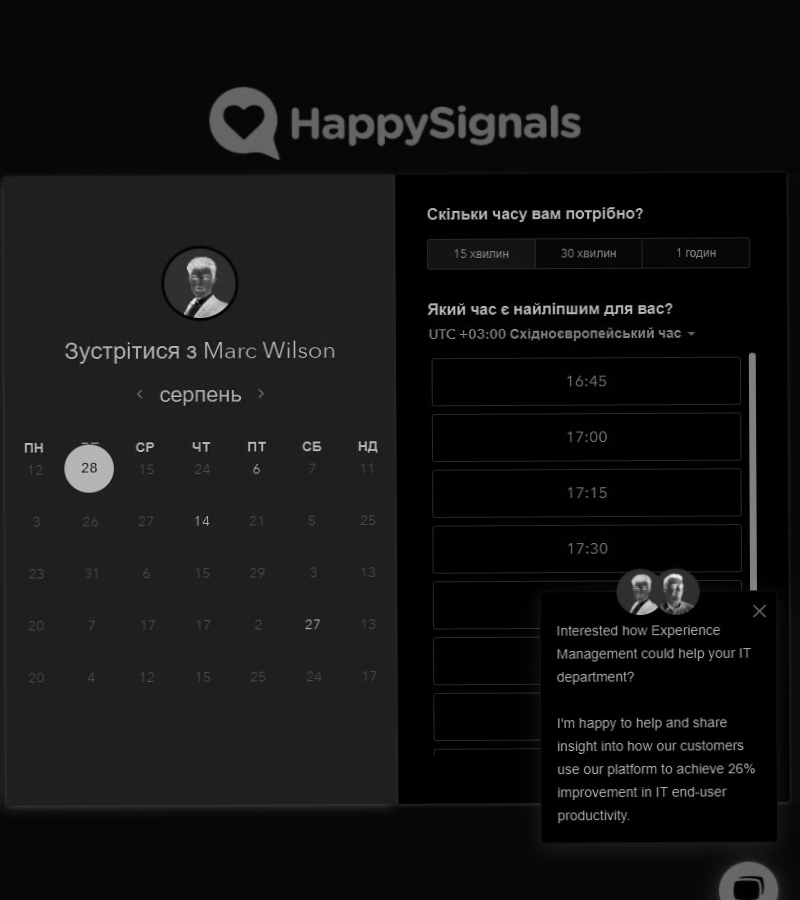 HappySignals
Зустрітися з Marc Wilson
серпень
ПН СР ЧТ ПТ СБ НД
12 28 15 24 6 7 11
3 26 27 14 21 5 25
23 31 6 15 29 3 13
20 7 17 17 2 27 13
20 4 12 15 25 24 17
Скільки часу вам потрібно?
15 хвилин 30 хвилин 1 годин
Який час є найліпшим для вас?
UTC +03:00 Східноєвропейський час
16:45
17:00
17:15
17:30
Interested how Experience
Management could help your IT
department?
I'm happy to help and share
insight into how our customers
use our platform to achieve 26%
improvement in IT end-user
productivity.